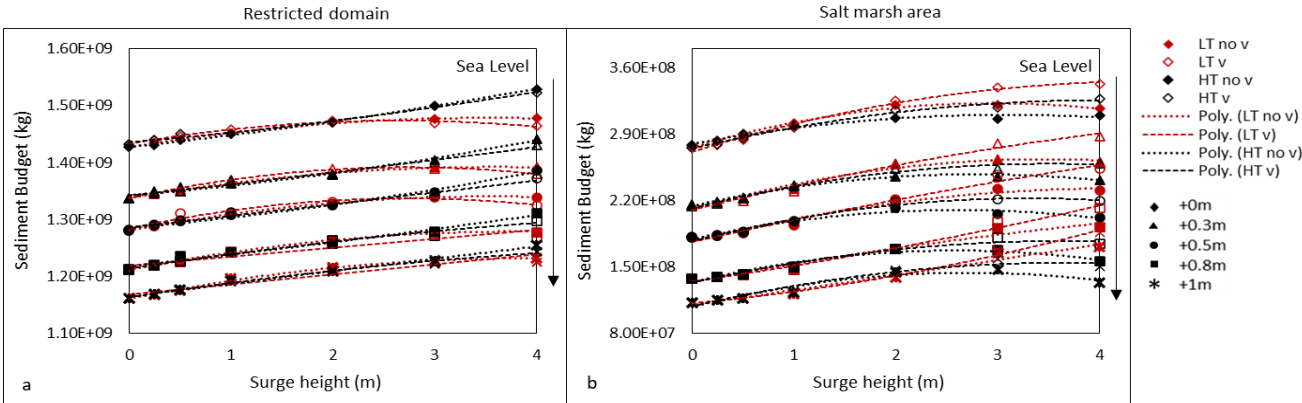 Restricted domain
Salt marsh area
1.60E+09
1.50E+09
1.40E+09
1.30E+09
1.20E+09
1.10E+09
Sediment Budget (kg)
Sea Level
0 1 2 3 4
Surge height (m)
a
3.60E+08
2.90E+08
2.20E+08
1.50E+08
8.00E+07
Sediment Budget (kg)
Sea Level
0 1 2 3 4
Surge height (m)
b
LT no v
LT v
HT no v
HT v
Poly. (LT no v)
Poly. (LT v)
Poly. (HT no v)
Poly. (HT v)
+0m
+0.3m
+0.5m
+0.8m
+1m